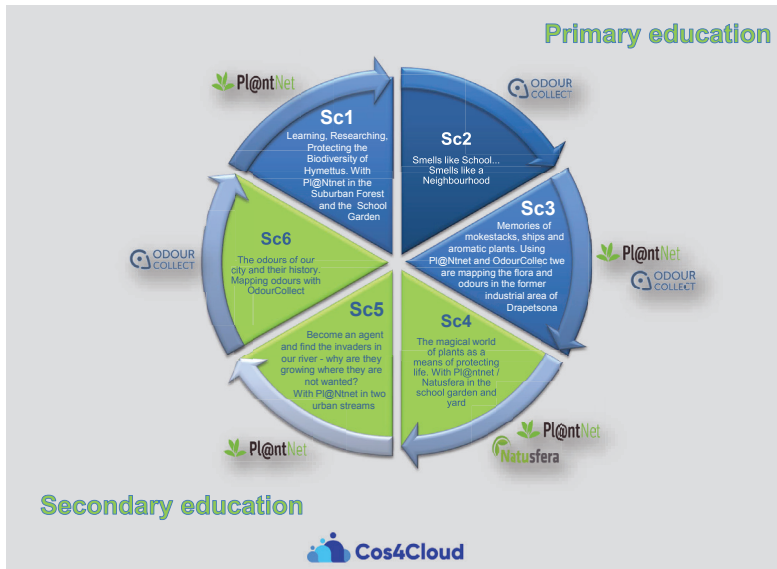 Primary education
Pl@ntNet
ODOUR
COLLECT
Sc1
Learning, Researching,
Protecting the
Biodiversity of
Hymettus. With
Pl@Ntnet in the
Suburban Forest
and the School
Garden
Sc2
Smells like School...
Smells like a
Neighbourhood
Sc3
Memories of
mokestacks, ships and
aromatic plants. Using
Pl@Ntnet and OdourCollec twe
are mapping the flora and
odours in the former
industrial area of
Drapetsona
Pl@ntNet
ODOUR
COLLECT
Sc4
The magical world
of plants as a
means of protecting
life. With Pl@ntnet /
Natusfera in the
school garden and
yard
Pl@ntNet
Natusfera
Sc5
Become an agent
and find the invaders in
our river - why are they
growing where they are
not wanted?
With Pl@Ntnet in two
urban streams
Pl@ntNet
Sc6
The odours of our
city and their history.
Mapping odours with
OdourCollect
ODOUR
COLLECT
Secondary education
Cos4Cloud